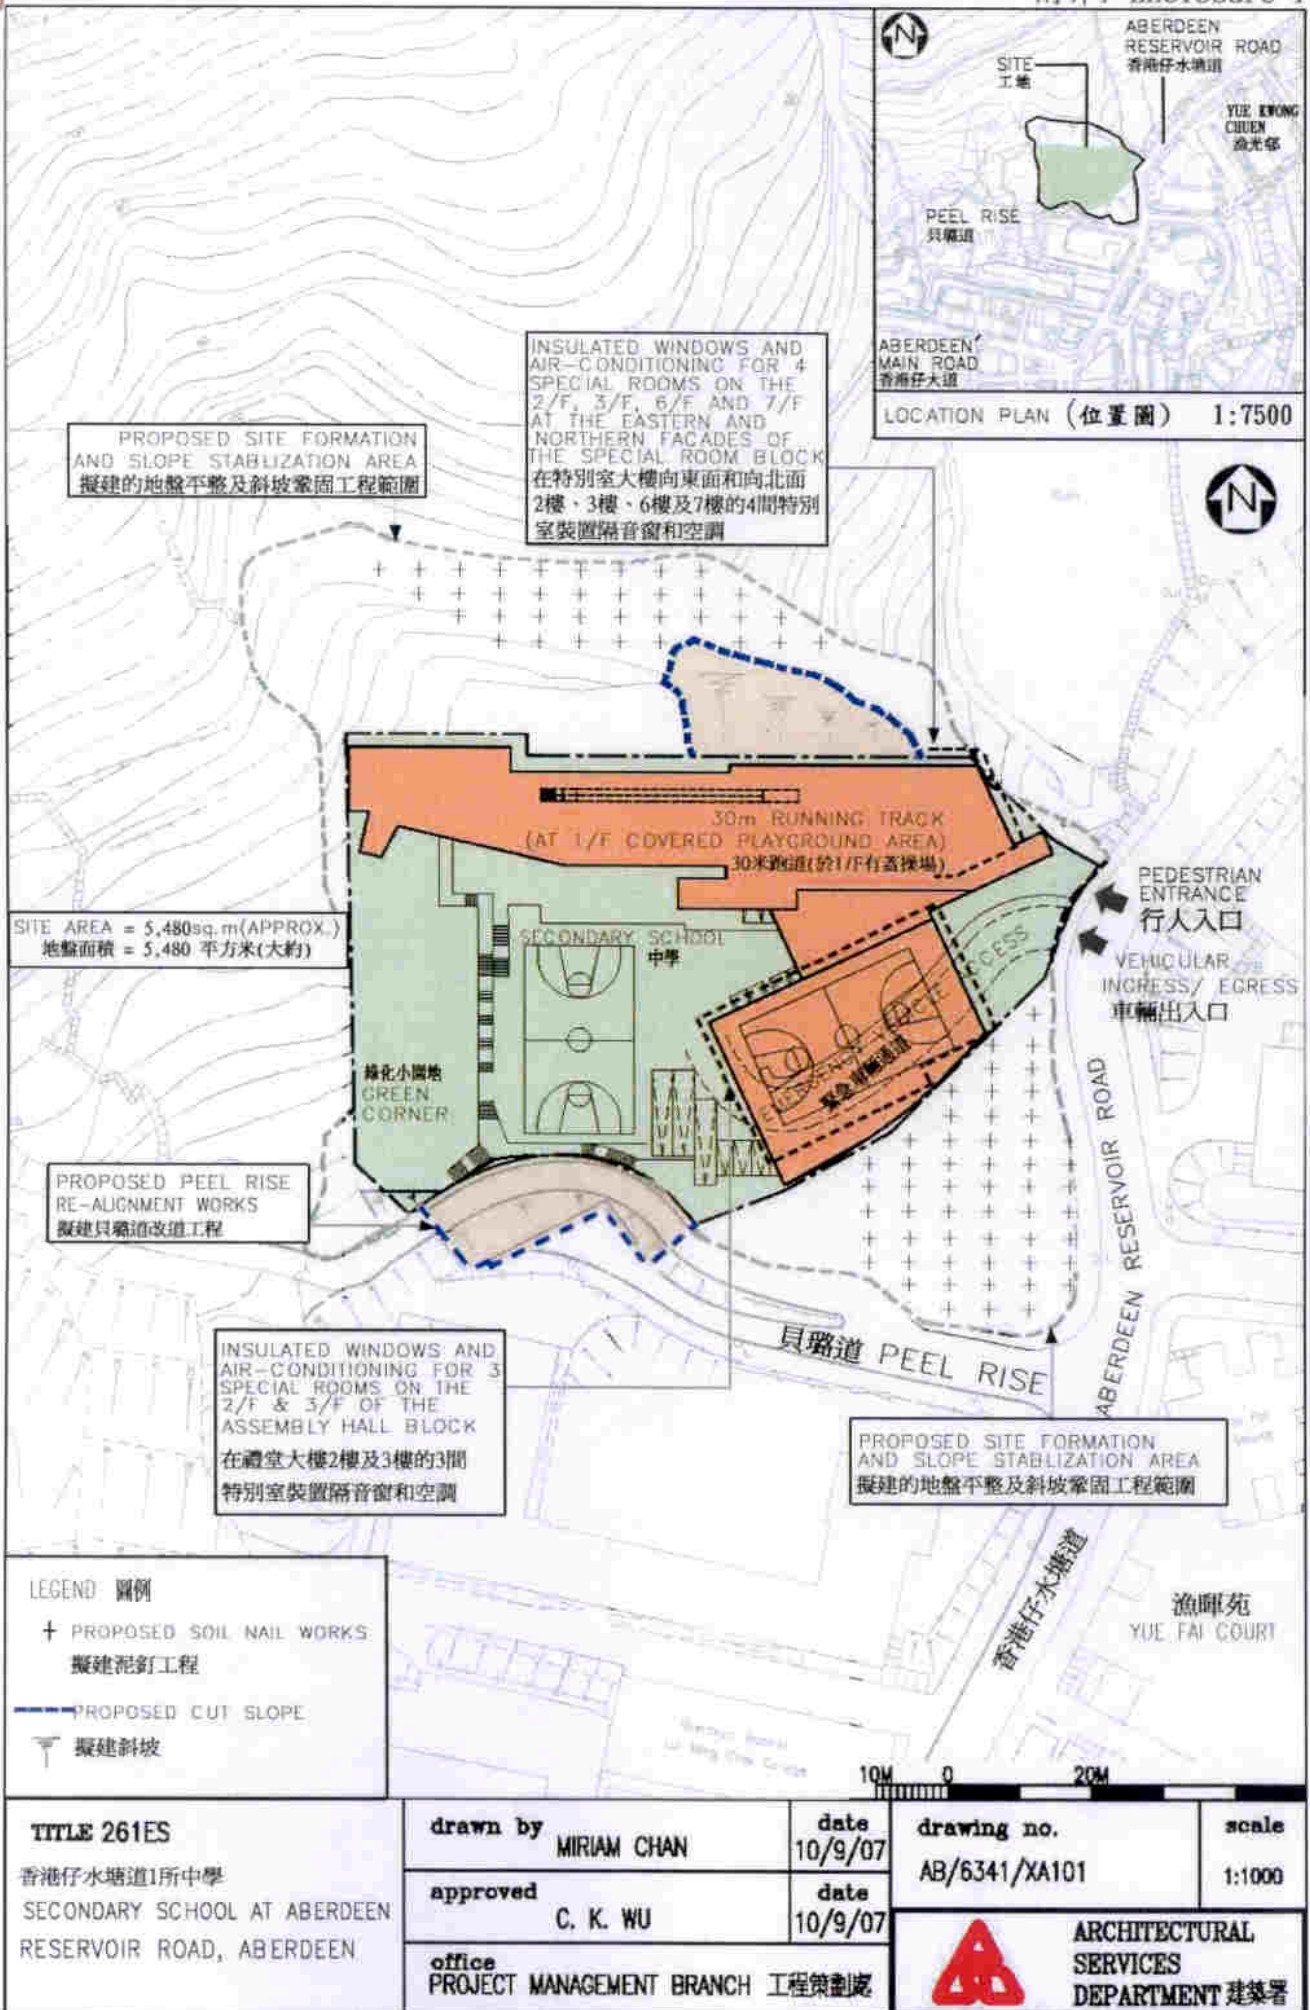 ABERDEEN
RESERVOIR ROAD
香港仔水塘道
SITE
工地
YUE KWONG
CHUEN
漁光邨
PEEL RISE
貝璐道
ABERDEEN
MAIN ROAD
香港仔大道
LOCATION PLAN (位置圖) 1:7500
N
N
INSULATED WINDOWS AND
AIR-CONDITIONING FOR 4
SPECIAL ROOMS ON THE
2/F, 3/F, 6/F AND 7/F
AT THE EASTERN AND
NORTHERN FACADES OF
THE SPECIAL ROOM BLOCK
在特別室大樓向東面和向北面
2樓、3樓、6樓及7樓的4間特別
室裝置隔音窗和空調
PROPOSED SITE FORMATION
AND SLOPE STABLIZATION AREA
擬建的地盤平整及斜坡鞏固工程範圍
30m RUNNING TRACK
(AT 1/F COVERED PLAYGROUND AREA)
30米跑道(於1/F有蓋操場)
PEDESTRIAN
ENTRANCE
行人入口
VEHICULAR
INGRESS/ EGRESS
車輛出入口
SITE AREA = 5,480sq.m(APPROX.)
地盤面積 = 5,480 平方米(大約)
SECONDARY SCHOOL
中學
EMERGENCY VEHICLE ACCESS
緊急車輛通道
綠化小園地
GREEN
CORNER
ABERDEEN RESERVOIR ROAD
PROPOSED PEEL RISE
RE-ALIGNMENT WORKS
擬建貝璐道改道工程
貝璐道 PEEL RISE
INSULATED WINDOWS AND
AIR-CONDITIONING FOR 3
SPECIAL ROOMS ON THE
2/F & 3/F OF THE
ASSEMBLY HALL BLOCK
在禮堂大樓2樓及3樓的3間
特別室裝置隔音窗和空調
PROPOSED SITE FORMATION
AND SLOPE STABLIZATION AREA
擬建的地盤平整及斜坡鞏固工程範圍
香港仔水塘道
漁暉苑
YUE FAI COURT
LEGEND 圖例
+ PROPOSED SOIL NAIL WORKS
擬建泥釘工程
PROPOSED CUT SLOPE
擬建斜坡
10M 0 20M
TITLE 261ES
香港仔水塘道1所中學
SECONDARY SCHOOL AT ABERDEEN
RESERVOIR ROAD, ABERDEEN
drawn by
MIRIAM CHAN
date
10/9/07
approved
C. K. WU
date
10/9/07
office
PROJECT MANAGEMENT BRANCH 工程策劃處
drawing no.
AB/6341/XA101
scale
1:1000
ARCHITECTURAL
SERVICES
DEPARTMENT 建築署